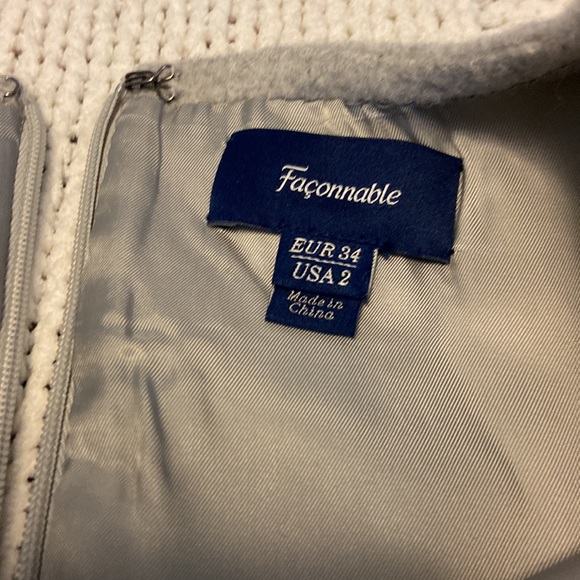 Façonnable
EUR 34
USA 2
Made in
China